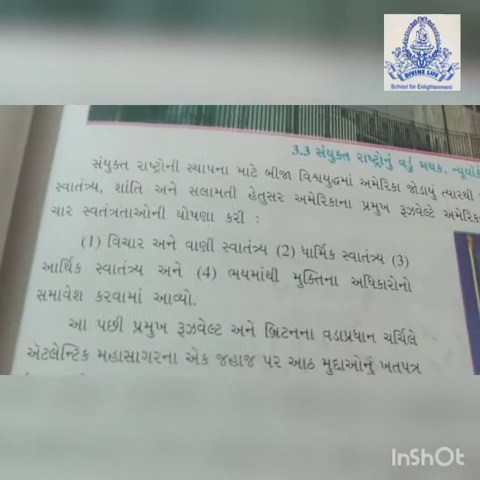 DIVINE LIFE
School for Enlightenment
3.3 સંયુક્ત રાષ્ટ્રોનું વડું મથક,
સંયુક્ત રાષ્ટ્રોની સ્થાપના માટે બીજા વિશ્વયુદ્ધમાં અમેરિકા જોડાયું ત્યારથી
સ્વાતંત્ર્ય, શાંતિ અને સલામતી હેતુસર અમેરિકાના પ્રમુખ રૂઝવેલ્ટે
ચાર સ્વતંત્રતાઓની ઘોષણા કરી :
(1) વિચાર અને વાણી સ્વાતંત્ર્ય (2) ધાર્મિક સ્વાતંત્ર્ય (3)
આર્થિક સ્વાતંત્ર્ય અને (4) ભયમાંથી મુક્તિના અધિકારોનો
સમાવેશ કરવામાં આવ્યો.
આ પછી પ્રમુખ રૂઝવેલ્ટ અને બ્રિટનના વડાપ્રધાન ચર્ચિલે
ઍટલેન્ટિક મહાસાગરના એક જહાજ પર આઠ મુદ્દાઓનું ખતપત્ર
InShOt